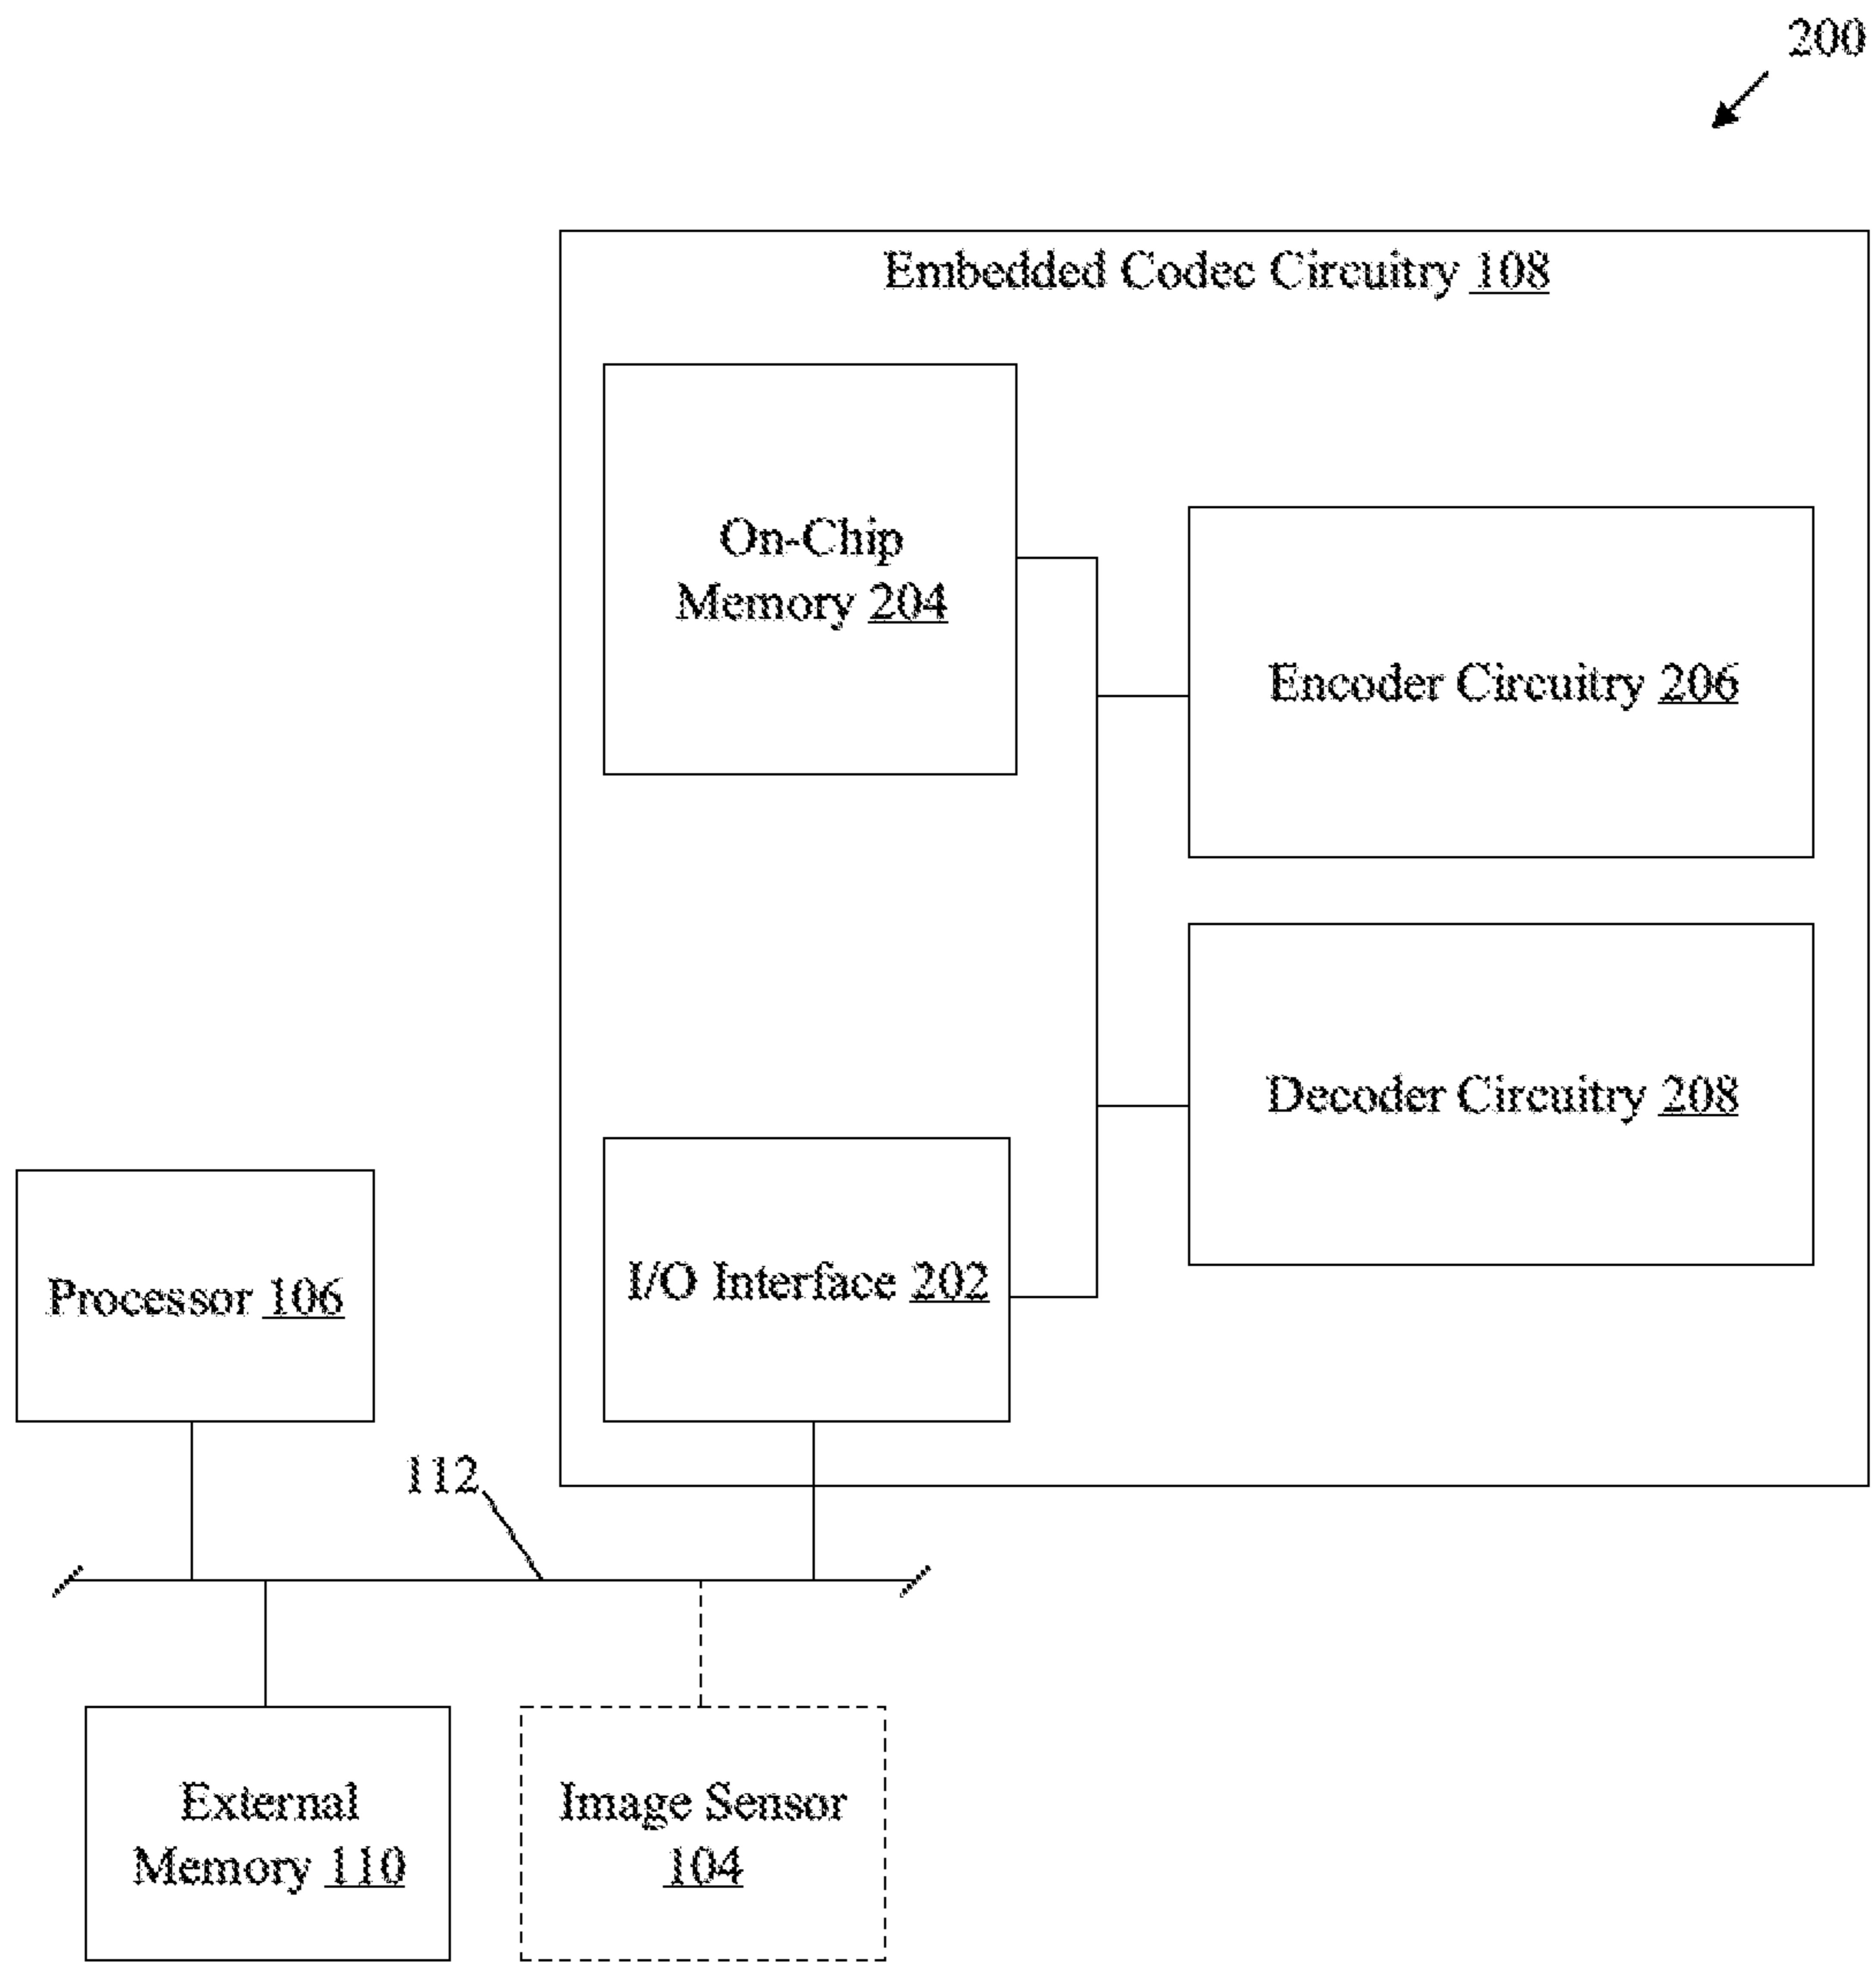 200
Embedded Codec Circuitry 108
On-Chip
Memory 204
Encoder Circuitry 206
Decoder Circuitry 208
I/O Interface 202
Processor 106
112
External
Memory 110
Image Sensor
104